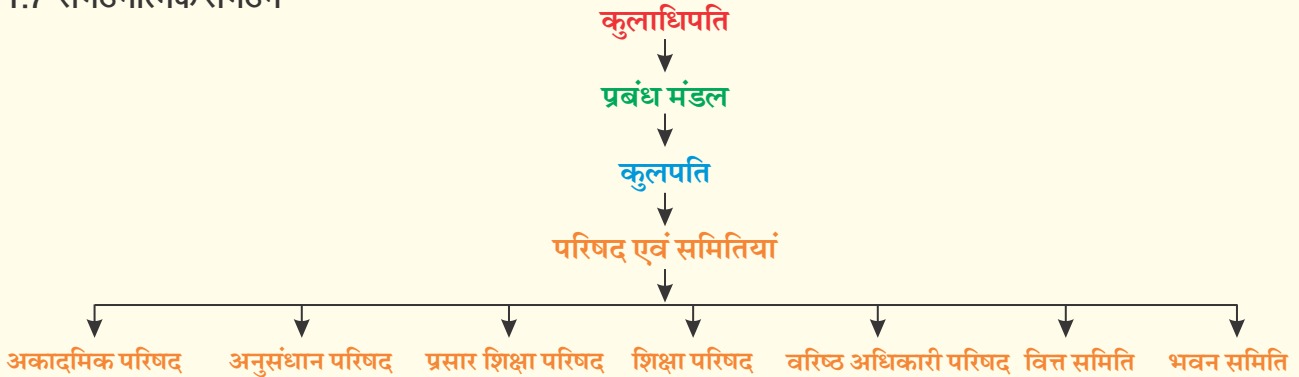 कुलाधिपति
प्रबंध मंडल
कुलपति
परिषद एवं समितियां
अकादमिक परिषद अनुसंधान परिषद प्रसार शिक्षा परिषद शिक्षा परिषद वरिष्ठ अधिकारी परिषद वित्त समिति भवन समिति